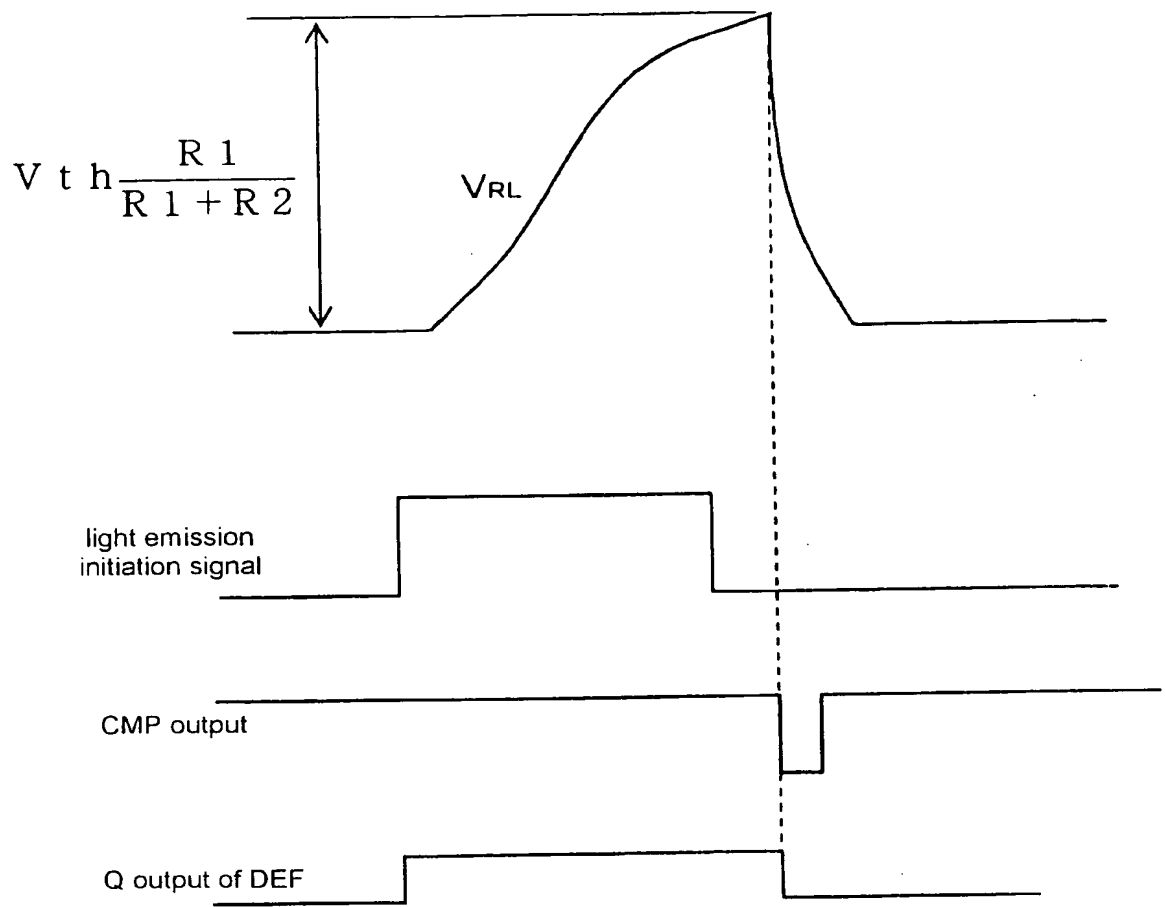 V t h R 1
R 1 + R 2
VRL
light emission
initiation signal
CMP output
Q output of DEF